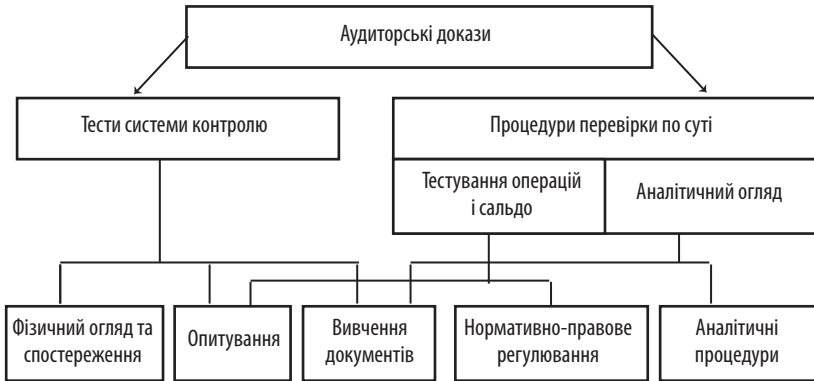 Аудиторські докази
Тести системи контролю
Процедури перевірки по суті
Тестування операцій
і сальдо
Аналітичний огляд
Фізичний огляд та
спостереження
Опитування
Вивчення
документів
Нормативно-правове
регулювання
Аналітичні
процедури